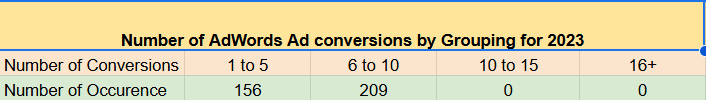 Number of AdWords Ad conversions by Grouping for 2023
Number of Conversions 1 to 5 6 to 10 10 to 15 16+
Number of Occurence 156 209 0 0